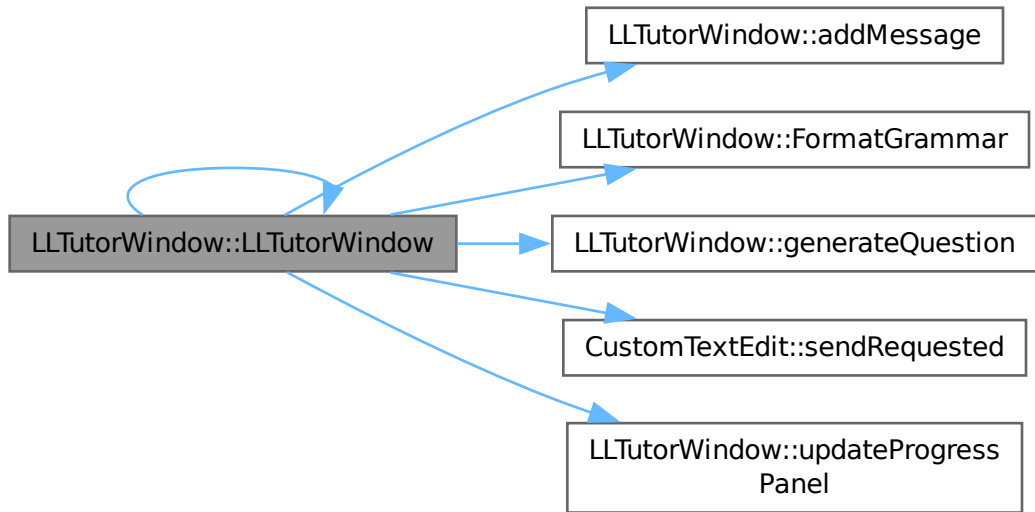 LLTutorWindow::LLTutorWindow
LLTutorWindow::addMessage
LLTutorWindow::FormatGrammar
LLTutorWindow::generateQuestion
CustomTextEdit::sendRequested
LLTutorWindow::updateProgress
Panel